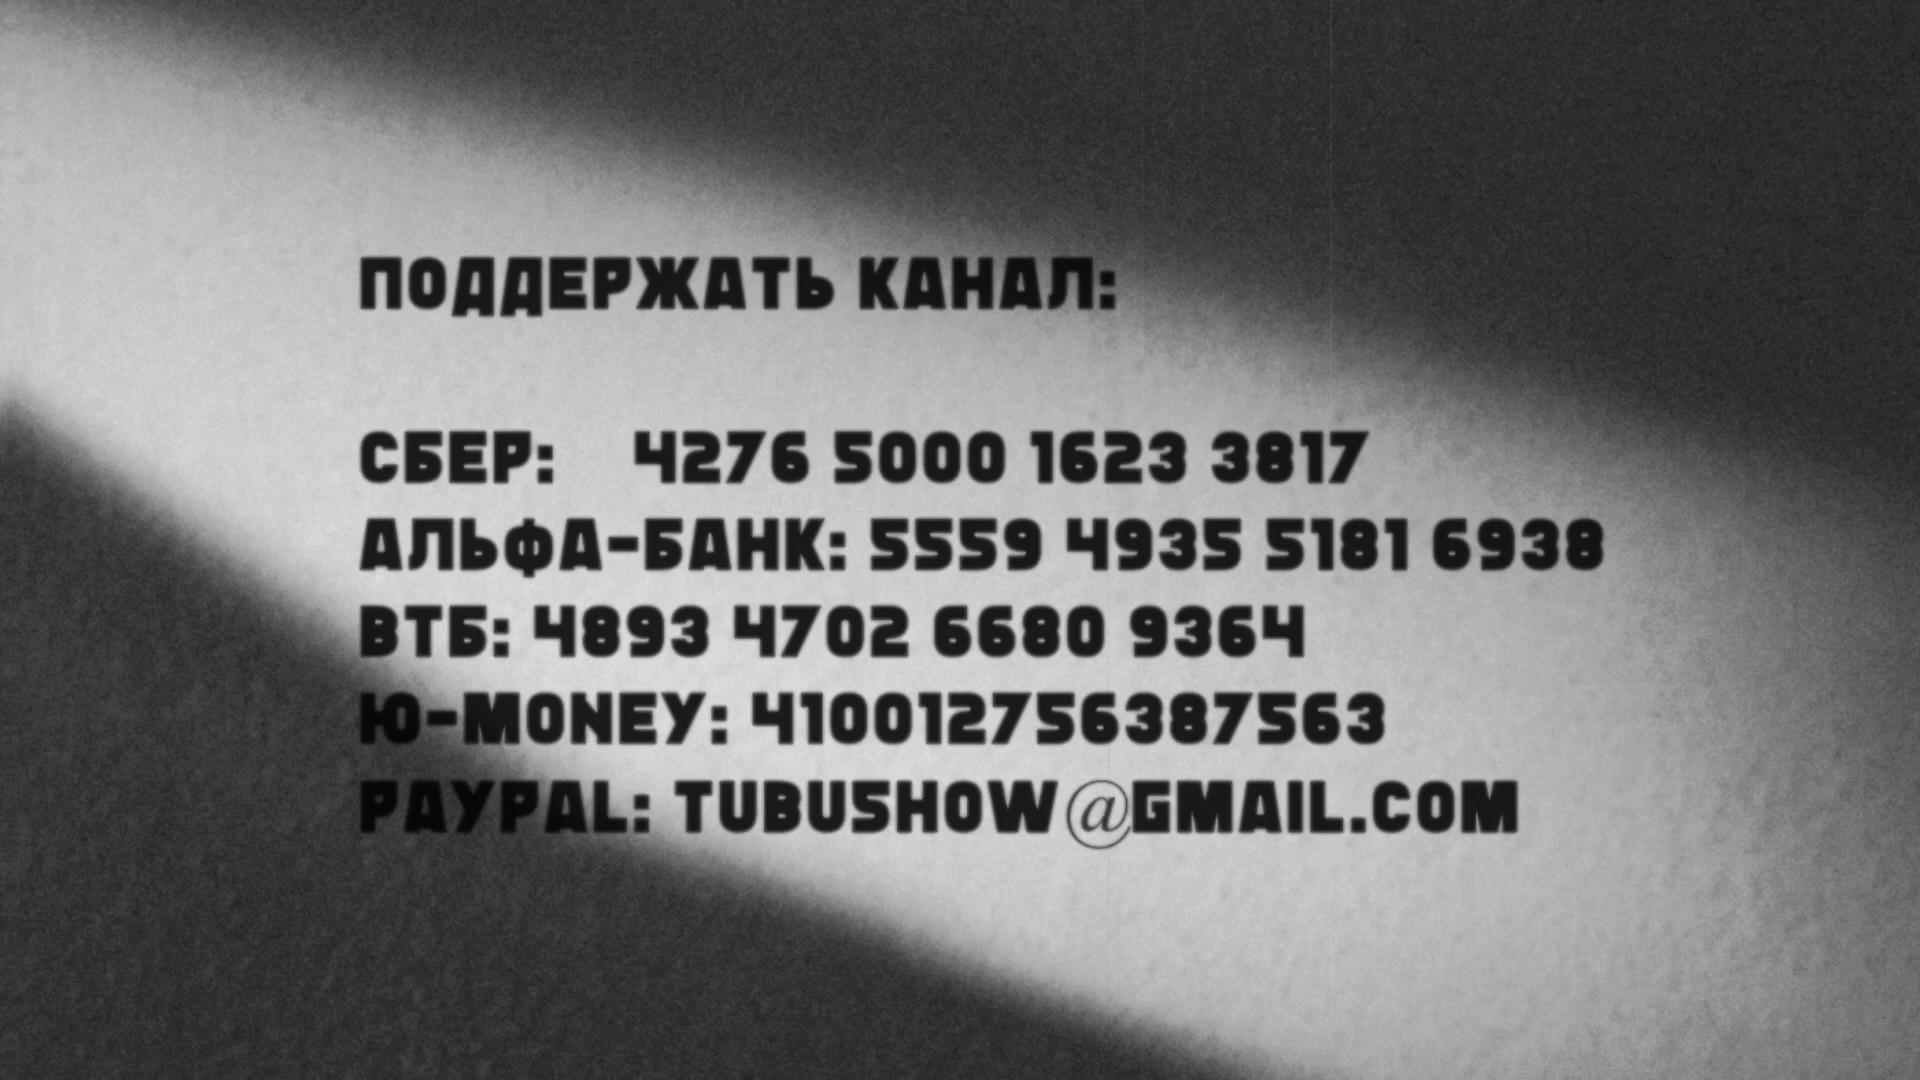 ПОДДЕРЖАТЬ КАНАЛ:
СБЕР: 4276 5000 1623 3817
АЛЬФА-БАНК: 5559 4935 5181 6938
ВТБ: 4893 4702 6680 9364
Ю-MONEY: 410012756387563
PAYPAL: TUBUSHOW@GMAIL.COM